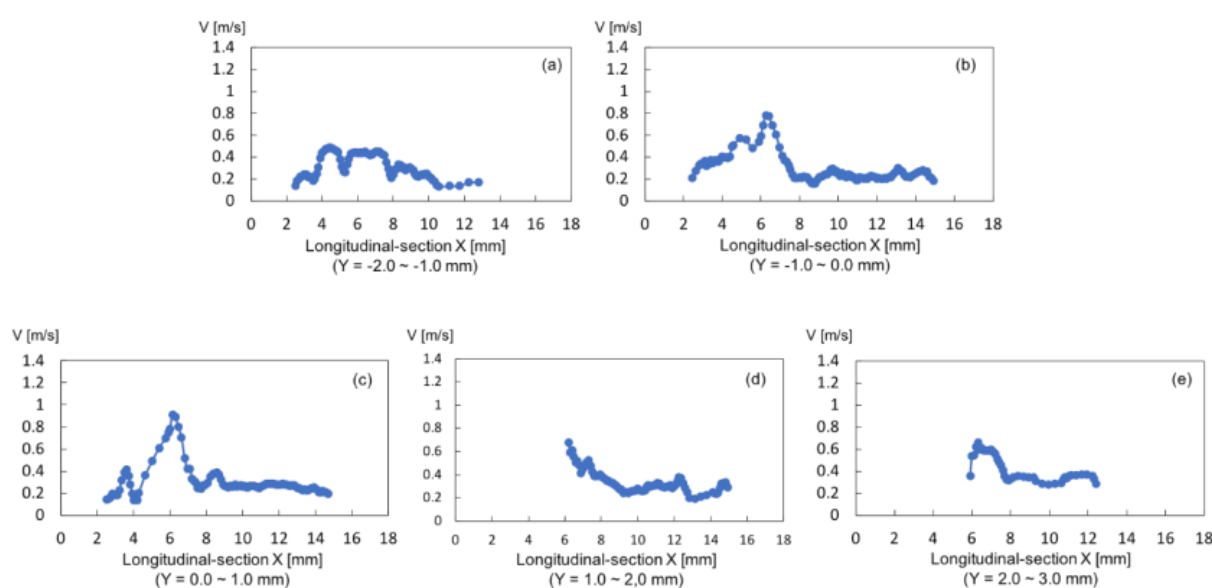 V [m/s]
1.4
1.2
1
0.8
0.6
0.4
0.2
0
(a)
0 2 4 6 8 10 12 14 16 18
Longitudinal-section X [mm]
(Y = -2.0 ~ -1.0 mm)
V [m/s]
1.4
1.2
1
0.8
0.6
0.4
0.2
0
(b)
0 2 4 6 8 10 12 14 16 18
Longitudinal-section X [mm]
(Y = -1.0 ~ 0.0 mm)
V [m/s]
1.4
1.2
1
0.8
0.6
0.4
0.2
0
(c)
0 2 4 6 8 10 12 14 16 18
Longitudinal-section X [mm]
(Y = 0.0 ~ 1.0 mm)
V [m/s]
1.4
1.2
1
0.8
0.6
0.4
0.2
0
(d)
0 2 4 6 8 10 12 14 16 18
Longitudinal-section X [mm]
(Y = 1.0 ~ 2,0 mm)
V [m/s]
1.4
1.2
1
0.8
0.6
0.4
0.2
0
(e)
0 2 4 6 8 10 12 14 16 18
Longitudinal-section X [mm]
(Y = 2.0 ~ 3.0 mm)